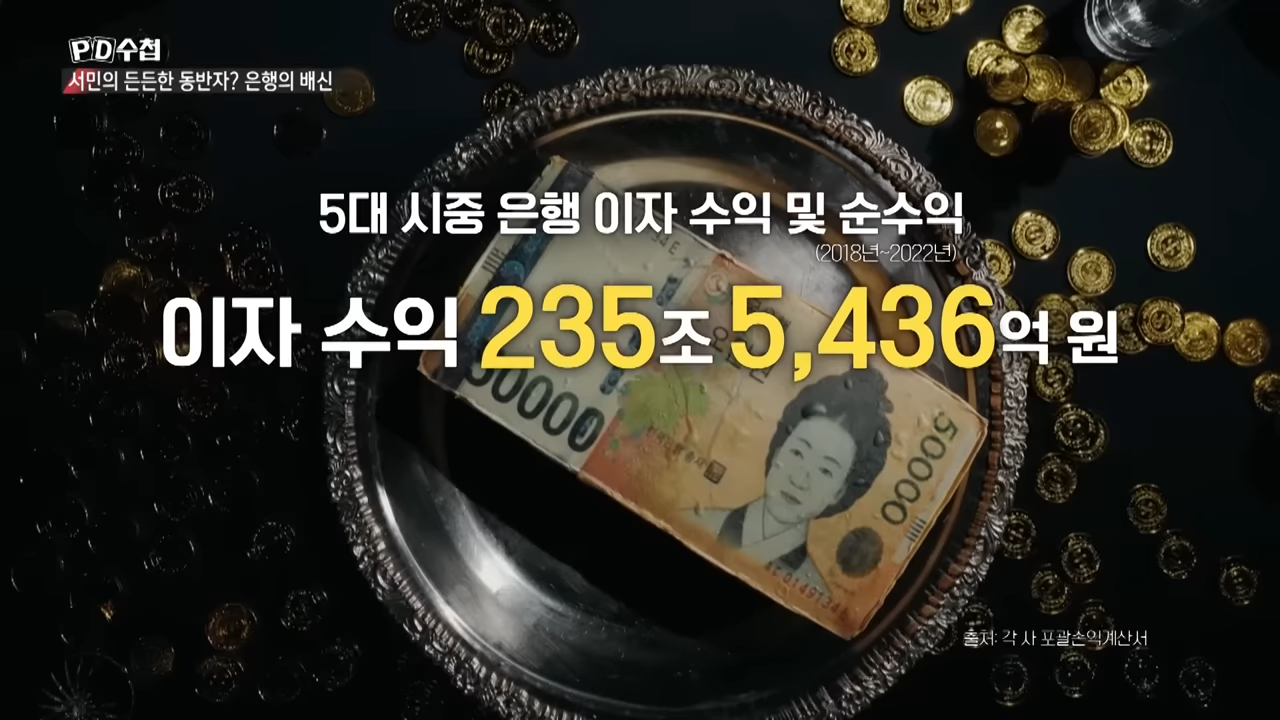 PD수첩
서민의 든든한 동반자? 은행의 배신
5대 시중 은행 이자 수익 및 순수익
(2018년~2022년)
이자 수익 235조 5,436억 원
50000
50000
출처: 각 사 포괄손익계산서